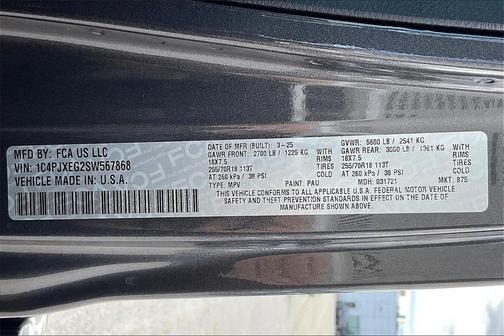 MFD BY: FCA US LLC
VIN: 1C4PJXEG2SW567868
VEHICLE MADE IN: U.S.A.
DATE OF MFR (BUILT): 3-25
GVWR: 5600 LB / 2541 KG
GAWR FRONT: 2700 LB / 1225 KG
GAWR REAR: 3000 LB / 1361 KG
18X7.5
18X7.5
255/70R18 113T
255/70R18 113T
AT 260 kPa / 38 PSI COLD
AT 260 kPa / 38 PSI COLD
TYPE: MPV
PAINT: PAU
MDH: 031721
MKT: 875
THIS VEHICLE CONFORMS TO ALL APPLICABLE U.S.A. FEDERAL MOTOR VEHICLE
SAFETY AND THEFT PREVENTION STANDARDS IN EFFECT ON THE DATE OF
MANUFACTURE SHOWN ABOVE